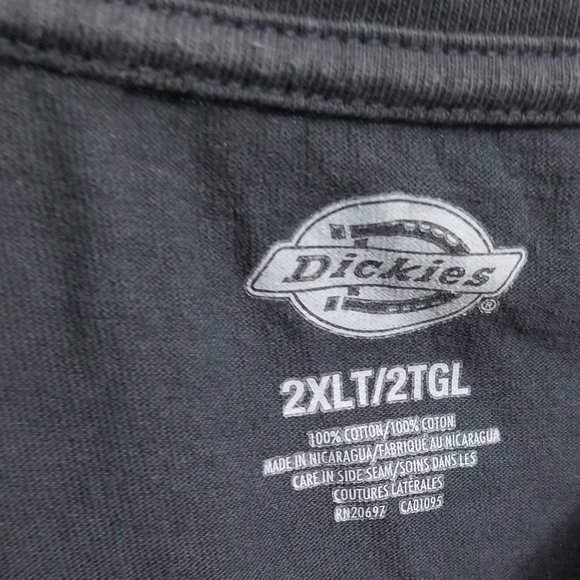 Dickies
®
2XLT/2TGL
100% COTTON/100% COTON
MADE IN NICARAGUA/FABRIQUÉ AU NICARAGUA
CARE IN SIDE SEAM/SOINS DANS LES
COUTURES LATÉRALES
RN20697 CA01095